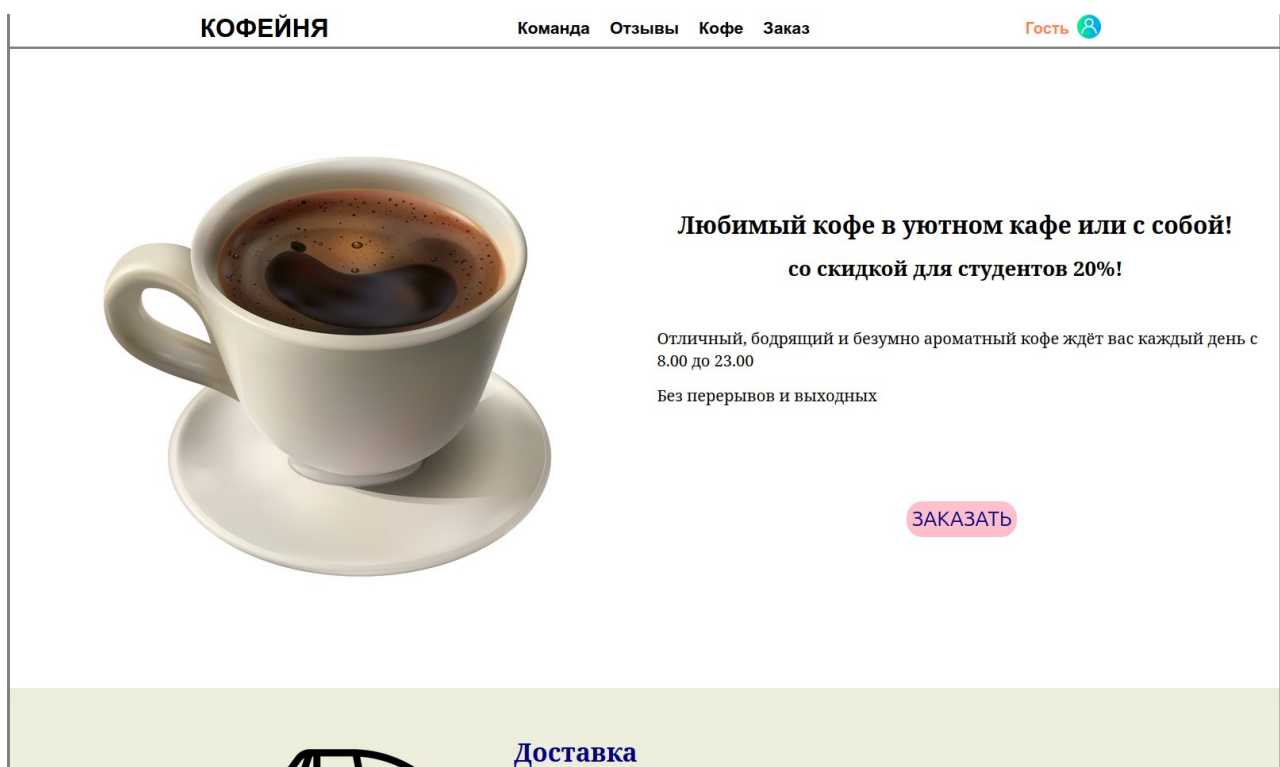 КОФЕЙНЯ
Команда Отзывы Кофе Заказ
Гость
Любимый кофе в уютном кафе или с собой!
со скидкой для студентов 20%!
Отличный, бодрящий и безумно ароматный кофе ждёт вас каждый день с
8.00 до 23.00
Без перерывов и выходных
ЗАКАЗАТЬ
Доставка